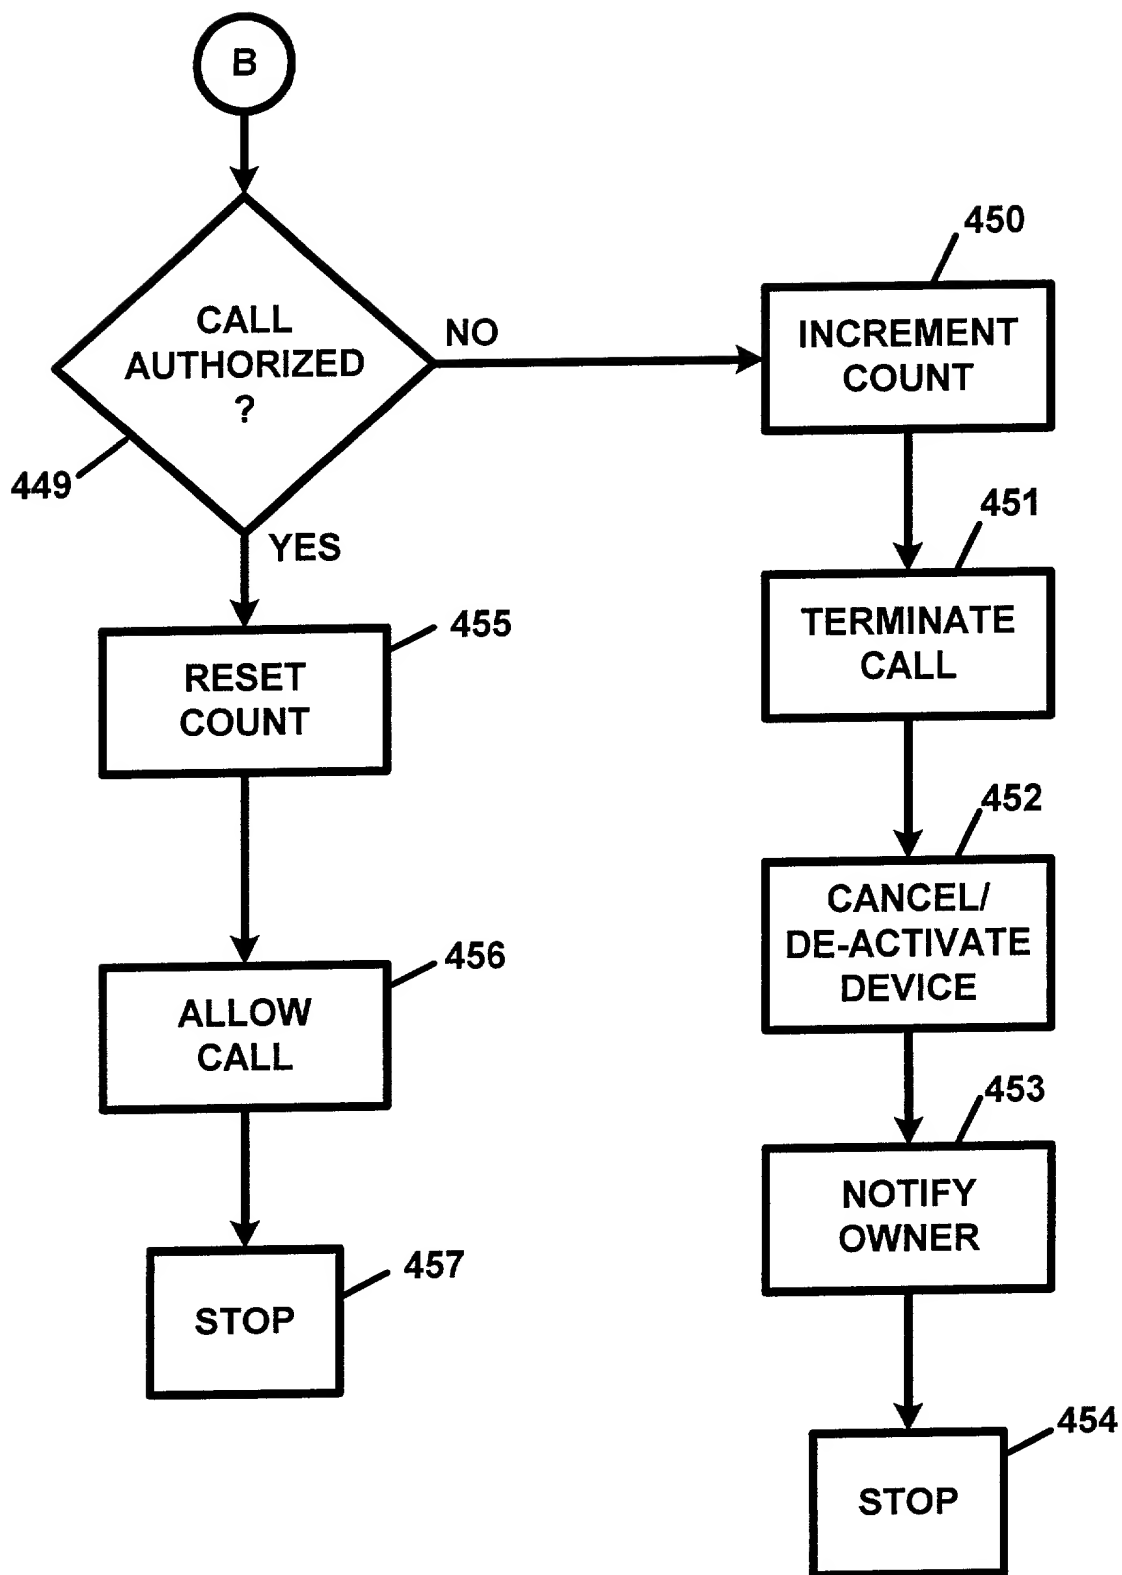 B
CALL
AUTHORIZED
?
449
NO
YES
450
INCREMENT
COUNT
451
TERMINATE
CALL
452
CANCEL/
DE-ACTIVATE
DEVICE
453
NOTIFY
OWNER
454
STOP
455
RESET
COUNT
456
ALLOW
CALL
457
STOP